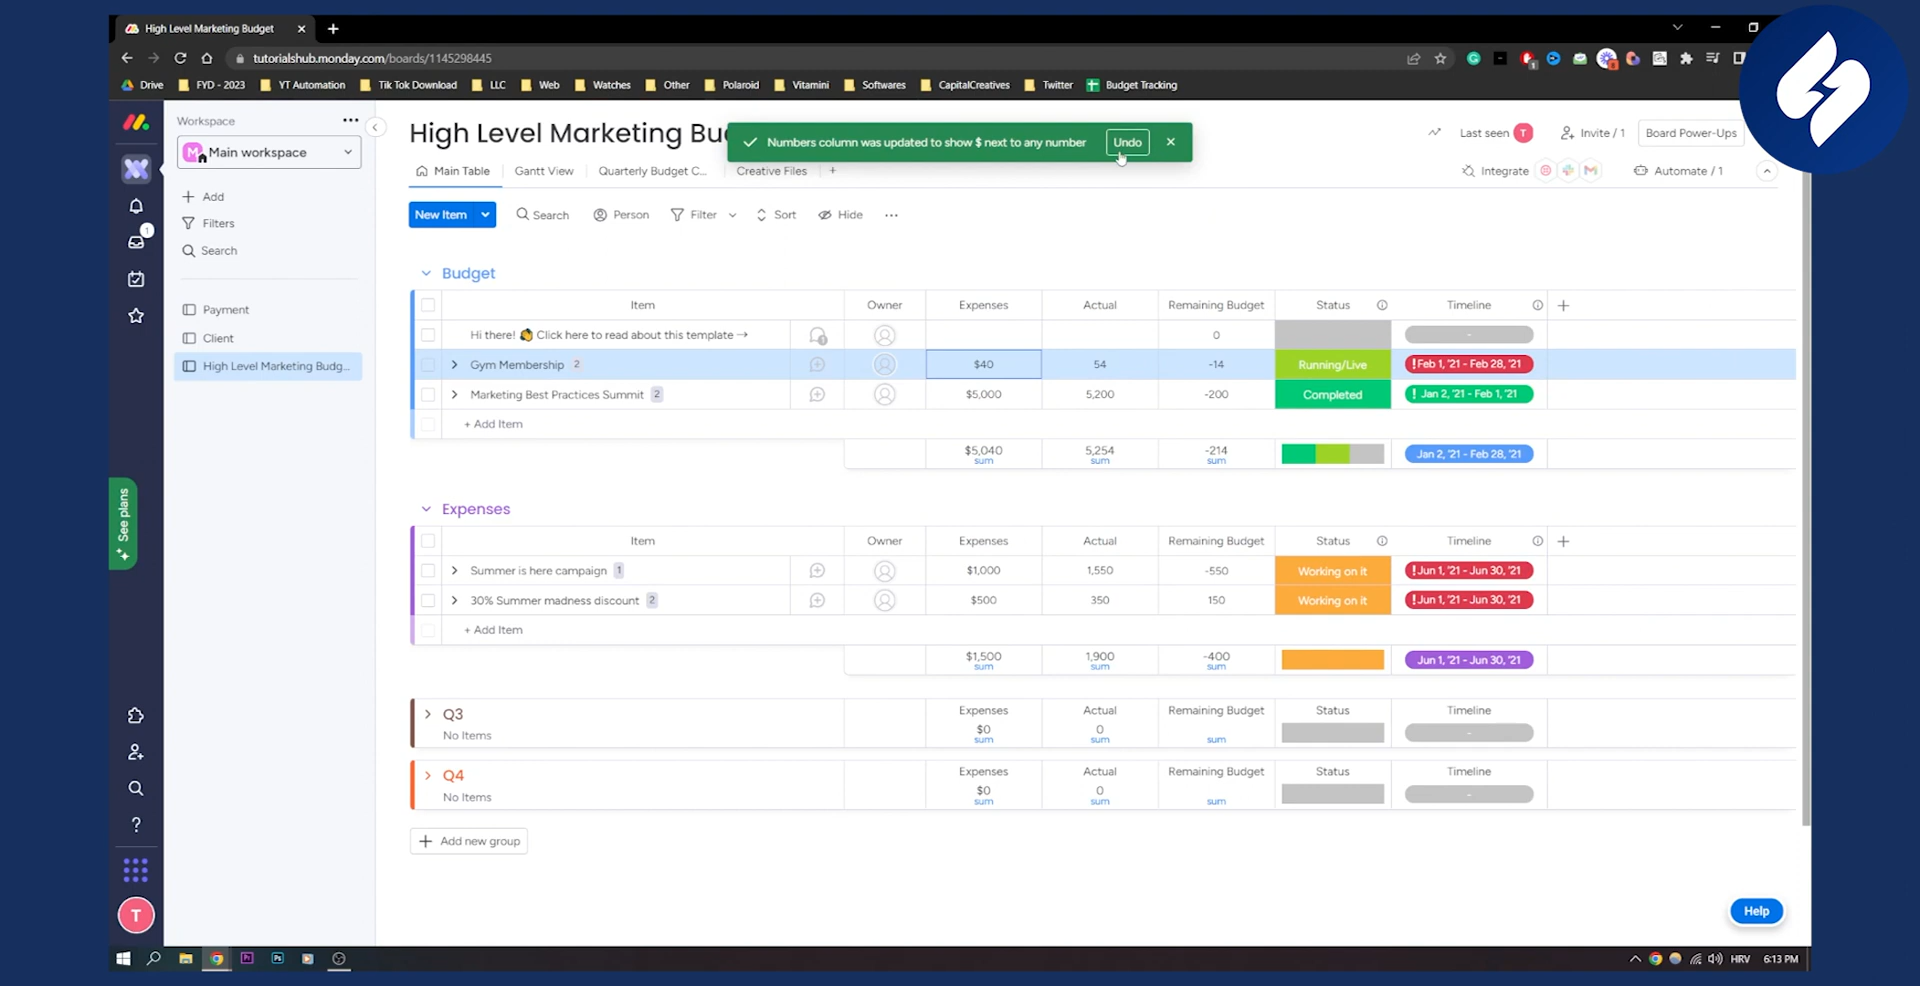 High Level Marketing Budget
tutorialshub.monday.com/boards/1145298445
Drive FYD - 2023 YT Automation Tik Tok Download LLC Web Watches Other Polaroid Vitamini Softwares CapitalCreatives Twitter Budget Tracking
Workspace
Main workspace
Add
Filters
Search
Payment
Client
High Level Marketing Budg...
See plans
High Level Marketing Bu
Numbers column was updated to show $ next to any number Undo
Last seen T Invite / 1 Board Power-Ups
Main Table Gantt View Quarterly Budget C... Creative Files +
Integrate Automate / 1
New Item Search Person Filter Sort Hide ...
Budget
Item Owner Expenses Actual Remaining Budget Status Timeline
Hi there! 👏 Click here to read about this template → 1 0 -
Gym Membership 2 $40 54 -14 Running/Live ! Feb 1, '21 - Feb 28, '21
Marketing Best Practices Summit 2 $5,000 5,200 -200 Completed ! Jan 2, '21 - Feb 1, '21
+ Add Item
$5,040 5,254 -214 Jan 2, '21 - Feb 28, '21
sum sum sum
Expenses
Item Owner Expenses Actual Remaining Budget Status Timeline
Summer is here campaign 1 $1,000 1,550 -550 Working on it ! Jun 1, '21 - Jun 30, '21
30% Summer madness discount 2 $500 350 150 Working on it ! Jun 1, '21 - Jun 30, '21
+ Add Item
$1,500 1,900 -400 Jun 1, '21 - Jun 30, '21
sum sum sum
Q3 Expenses Actual Remaining Budget Status Timeline
No Items $0 0 -
sum sum sum
Q4 Expenses Actual Remaining Budget Status Timeline
No Items $0 0 -
sum sum sum
+ Add new group
Help
T
HRV 6:13 PM